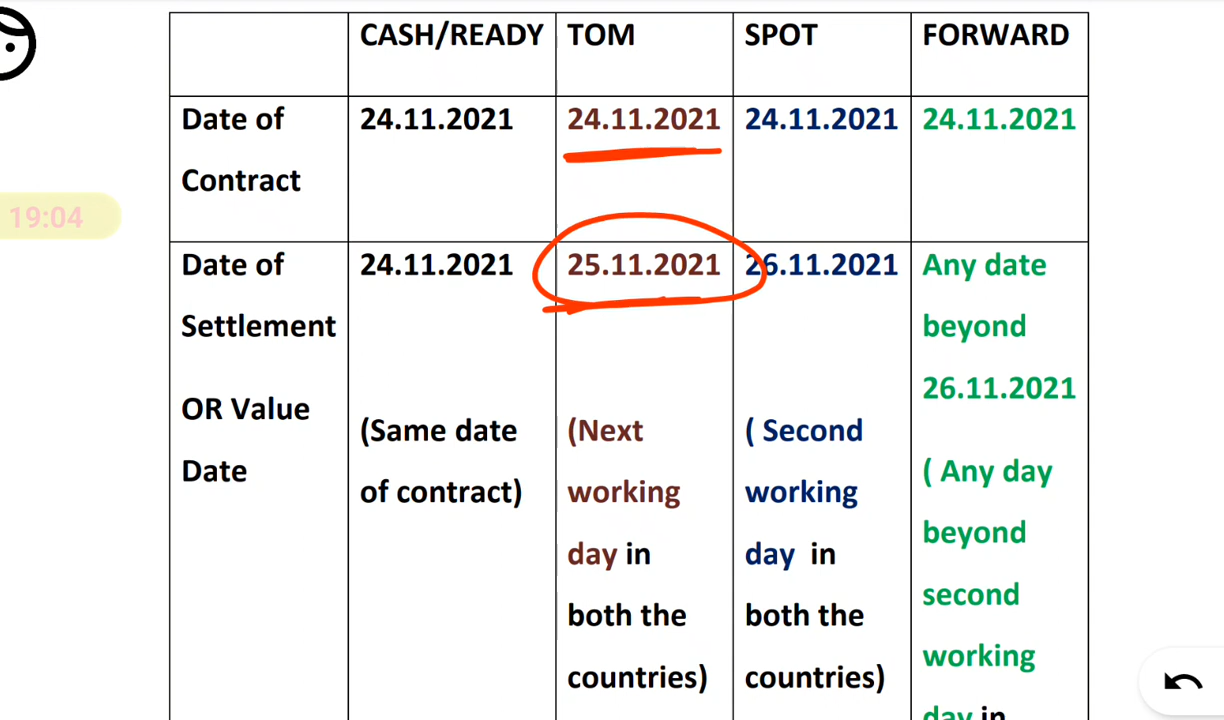 CASH/READY TOM SPOT FORWARD
Date of 24.11.2021 24.11.2021 24.11.2021 24.11.2021
Contract
19:04
Date of 24.11.2021 25.11.2021 26.11.2021 Any date
Settlement beyond
OR Value 26.11.2021
(Same date (Next ( Second
Date ( Any day
of contract) working working
day in day in beyond
both the both the second
countries) countries) working
day in